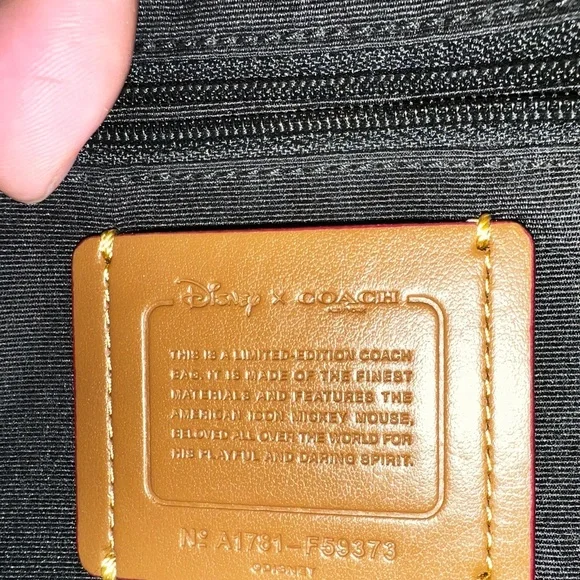 Disney x COACH
THIS IS A LIMITED-EDITION COACH
BAG. IT IS MADE OF THE FINEST
MATERIALS AND FEATURES THE
AMERICAN ICON MICKEY MOUSE,
BELOVED ALL OVER THE WORLD FOR
HIS PLAYFUL AND DARING SPIRIT.
Nº A1781-F59373
©DISNEY